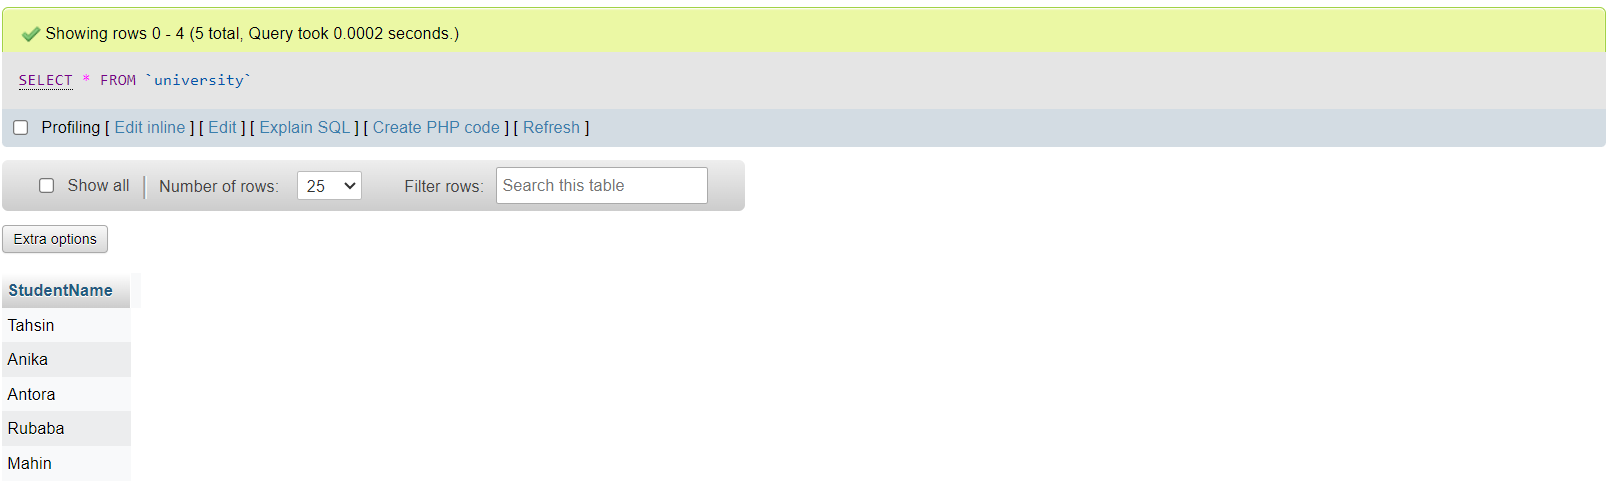 Showing rows 0 - 4 (5 total, Query took 0.0002 seconds.)
SELECT * FROM `university`
Profiling [ Edit inline ] [ Edit ] [ Explain SQL ] [ Create PHP code ] [ Refresh ]
Show all Number of rows: 25 Filter rows: Search this table
Extra options
StudentName
Tahsin
Anika
Antora
Rubaba
Mahin